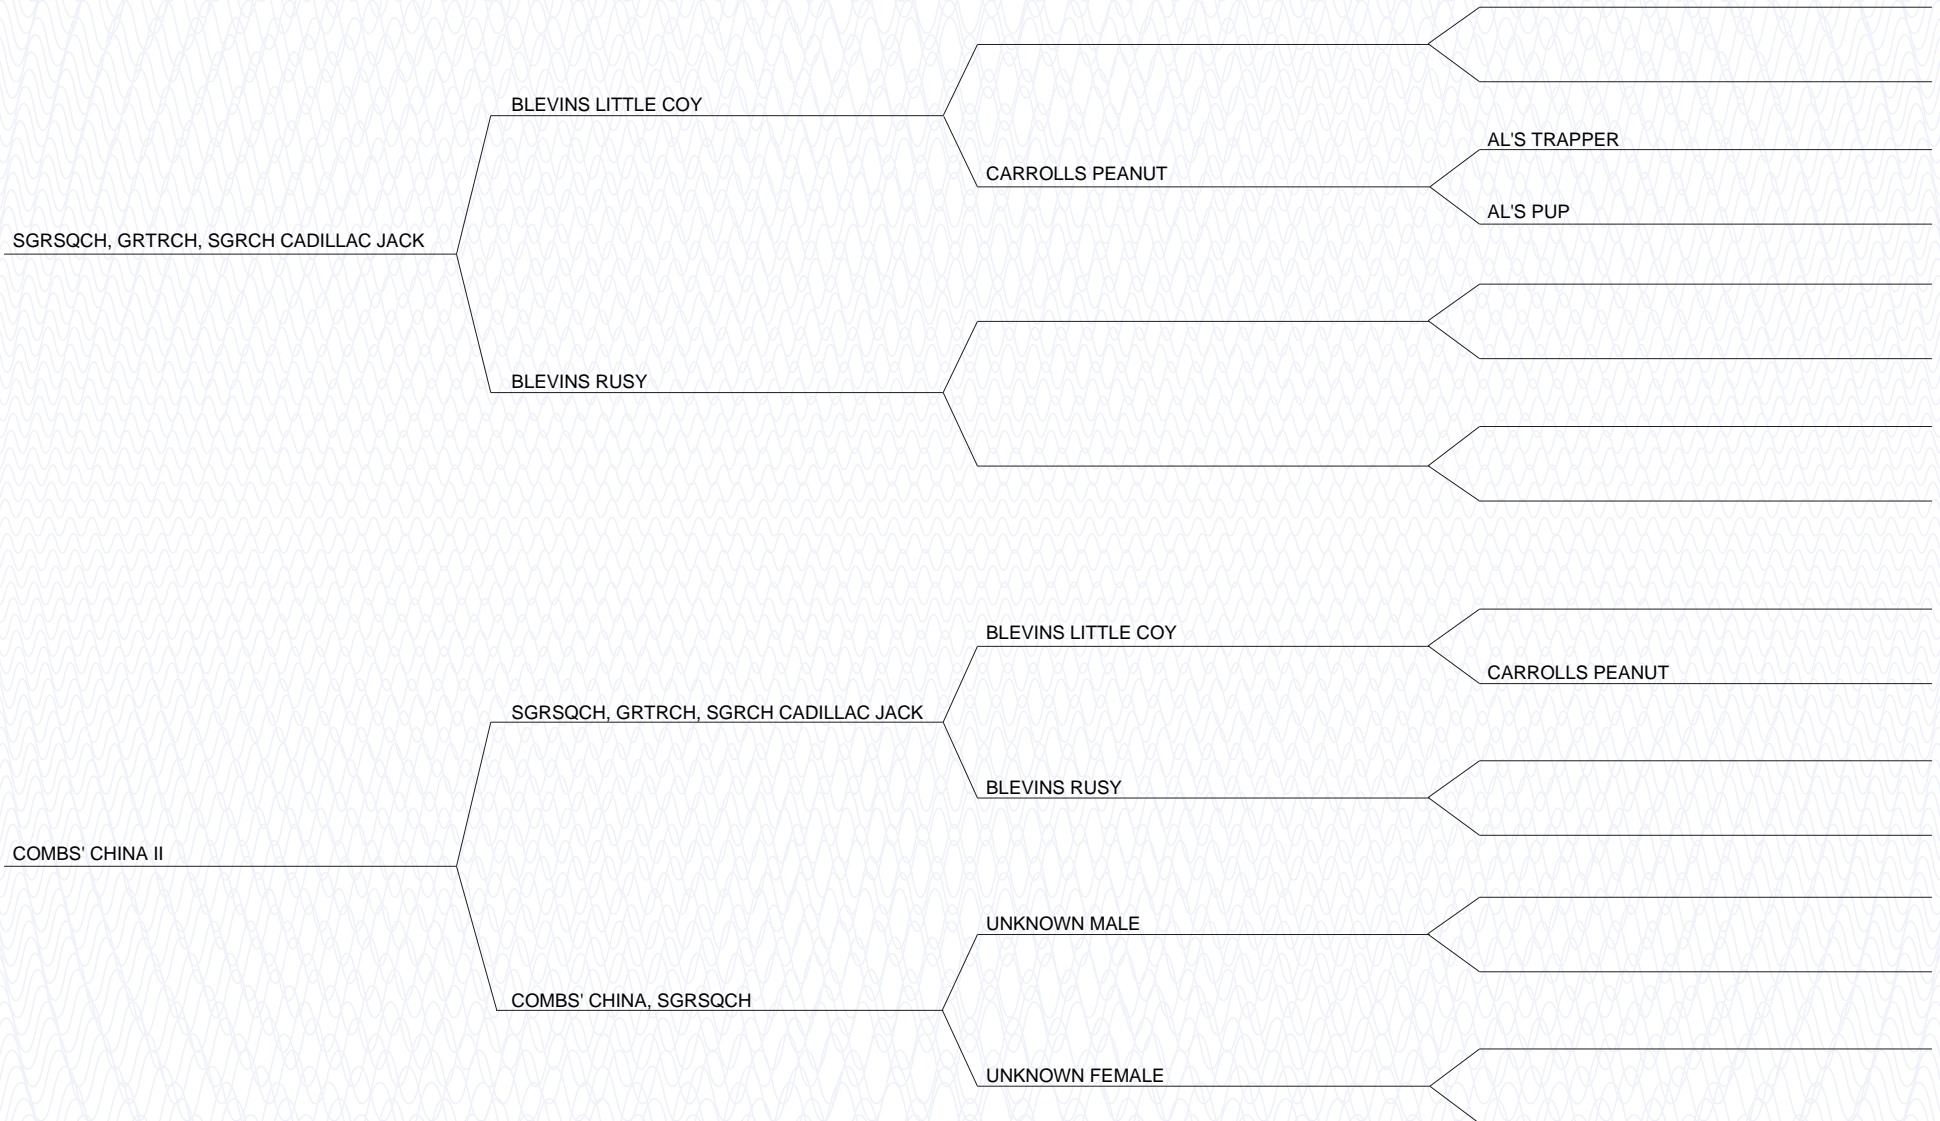 BLEVINS LITTLE COY
AL'S TRAPPER
CARROLLS PEANUT
AL'S PUP
SGRSQCH, GRTRCH, SGRCH CADILLAC JACK
BLEVINS RUSY
BLEVINS LITTLE COY
CARROLLS PEANUT
SGRSQCH, GRTRCH, SGRCH CADILLAC JACK
BLEVINS RUSY
COMBS' CHINA II
UNKNOWN MALE
COMBS' CHINA, SGRSQCH
UNKNOWN FEMALE